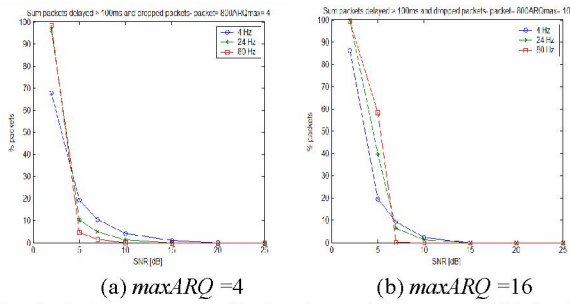 Sum packets delayed > 100ms and dropped packets- packet= 800ARQmax= 4
100
90
80
70
60
50
40
30
20
10
0
% packets
4 Hz
24 Hz
80 Hz
0 5 10 15 20 25
SNR [dB]
(a) maxARQ =4
Sum packets delayed > 100ms and dropped packets- packet= 800ARQmax= 16
100
90
80
70
60
50
40
30
20
10
0
% packets
4 Hz
24 Hz
80 Hz
0 5 10 15 20 25
SNR [dB]
(b) maxARQ =16